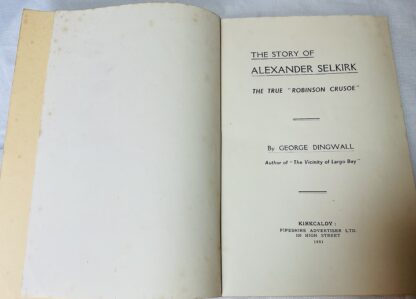 THE STORY OF
ALEXANDER SELKIRK
THE TRUE "ROBINSON CRUSOE"
By GEORGE DINGWALL
Author of "The Vicinity of Largo Bay"
KIRKCALDY:
FIFESHIRE ADVERTISER LTD.
HIGH STREET
1951